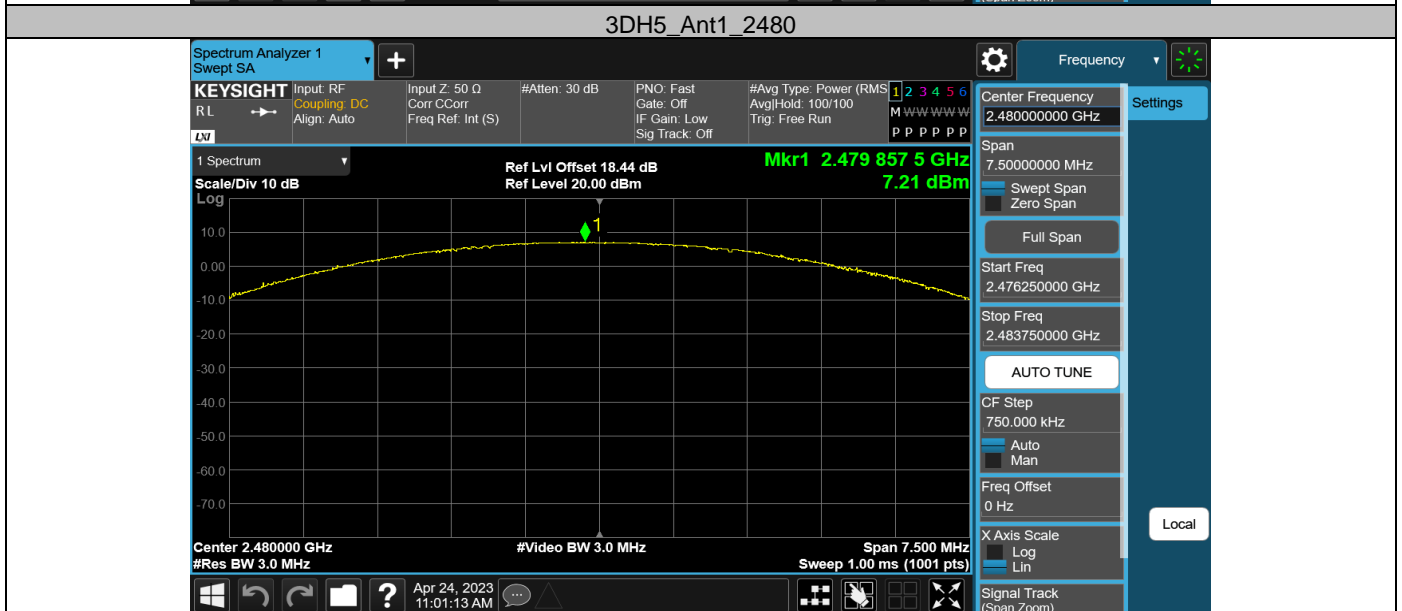 (Span Zoom)
3DH5_Ant1_2480
Spectrum Analyzer 1
Swept SA
+
Frequency
KEYSIGHT
RL
LXI
Input: RF
Coupling: DC
Align: Auto
Input Z: 50 Ω
Corr CCorr
Freq Ref: Int (S)
#Atten: 30 dB
PNO: Fast
Gate: Off
IF Gain: Low
Sig Track: Off
#Avg Type: Power (RMS
Avg|Hold: 100/100
Trig: Free Run
1 2 3 4 5 6
M W W W W W
P P P P P P
1 Spectrum
Scale/Div 10 dB
Log
Ref Lvl Offset 18.44 dB
Ref Level 20.00 dBm
Mkr1 2.479 857 5 GHz
7.21 dBm
1
10.0
0.00
-10.0
-20.0
-30.0
-40.0
-50.0
-60.0
-70.0
Center 2.480000 GHz
#Res BW 3.0 MHz
#Video BW 3.0 MHz
Span 7.500 MHz
Sweep 1.00 ms (1001 pts)
Center Frequency
2.480000000 GHz
Settings
Span
7.50000000 MHz
Swept Span
Zero Span
Full Span
Start Freq
2.476250000 GHz
Stop Freq
2.483750000 GHz
AUTO TUNE
CF Step
750.000 kHz
Auto
Man
Freq Offset
0 Hz
X Axis Scale
Log
Lin
Local
Signal Track
(Span Zoom)
?
Apr 24, 2023
11:01:13 AM